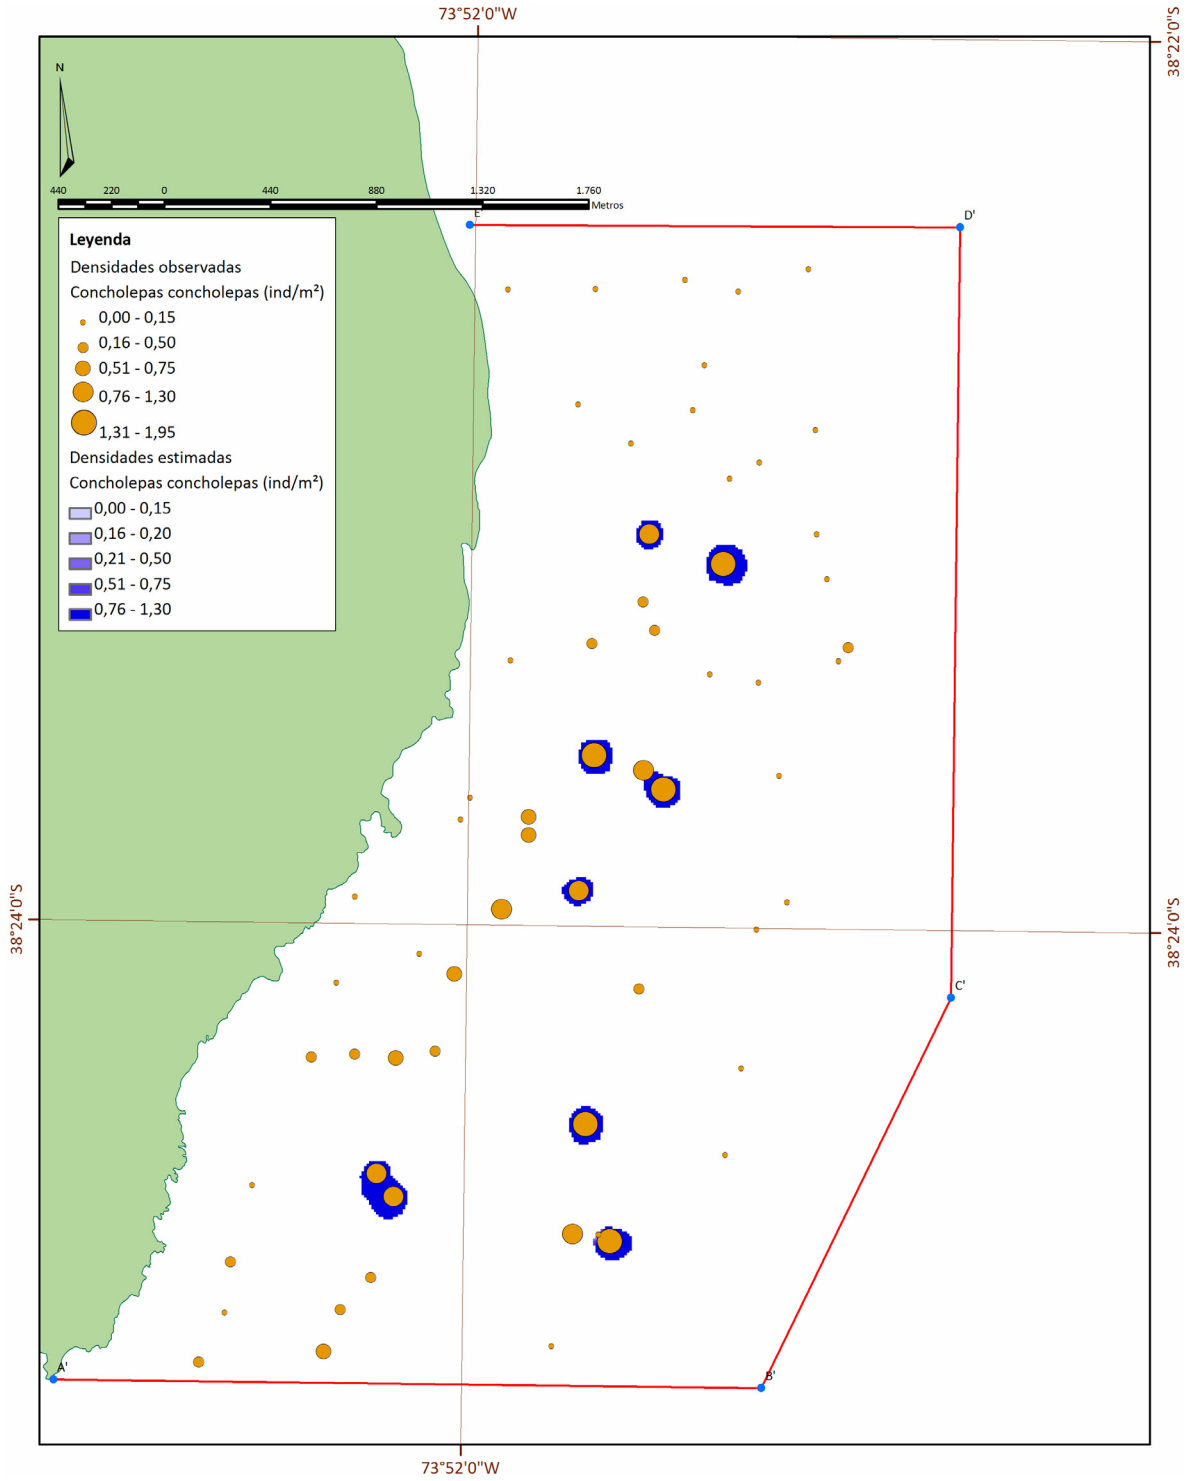 73°52'0"W
38°22'0"S
N
440 220 0 440 880 1.320 1.760
Metros
E'
D'
Leyenda
Densidades observadas
Concholepas concholepas (ind/m²)
0,00 - 0,15
0,16 - 0,50
0,51 - 0,75
0,76 - 1,30
1,31 - 1,95
Densidades estimadas
Concholepas concholepas (ind/m²)
0,00 - 0,15
0,16 - 0,20
0,21 - 0,50
0,51 - 0,75
0,76 - 1,30
38°24'0"S
38°24'0"S
C'
A'
B'
73°52'0"W